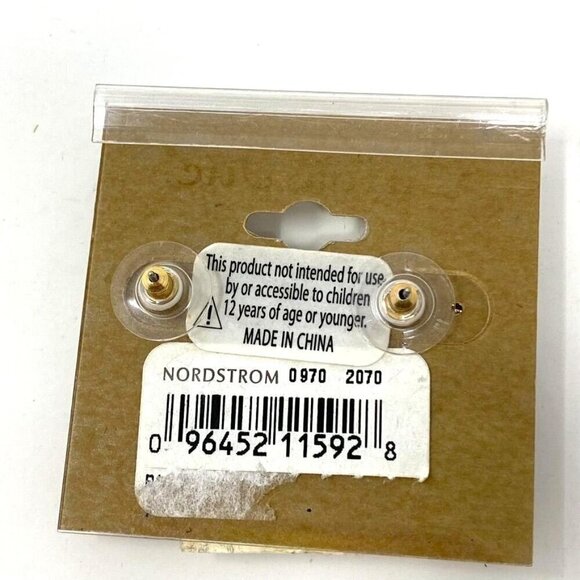 This product not intended for use
by or accessible to children
12 years of age or younger.
MADE IN CHINA
NORDSTROM 0970 2070
0 96452 11592 8